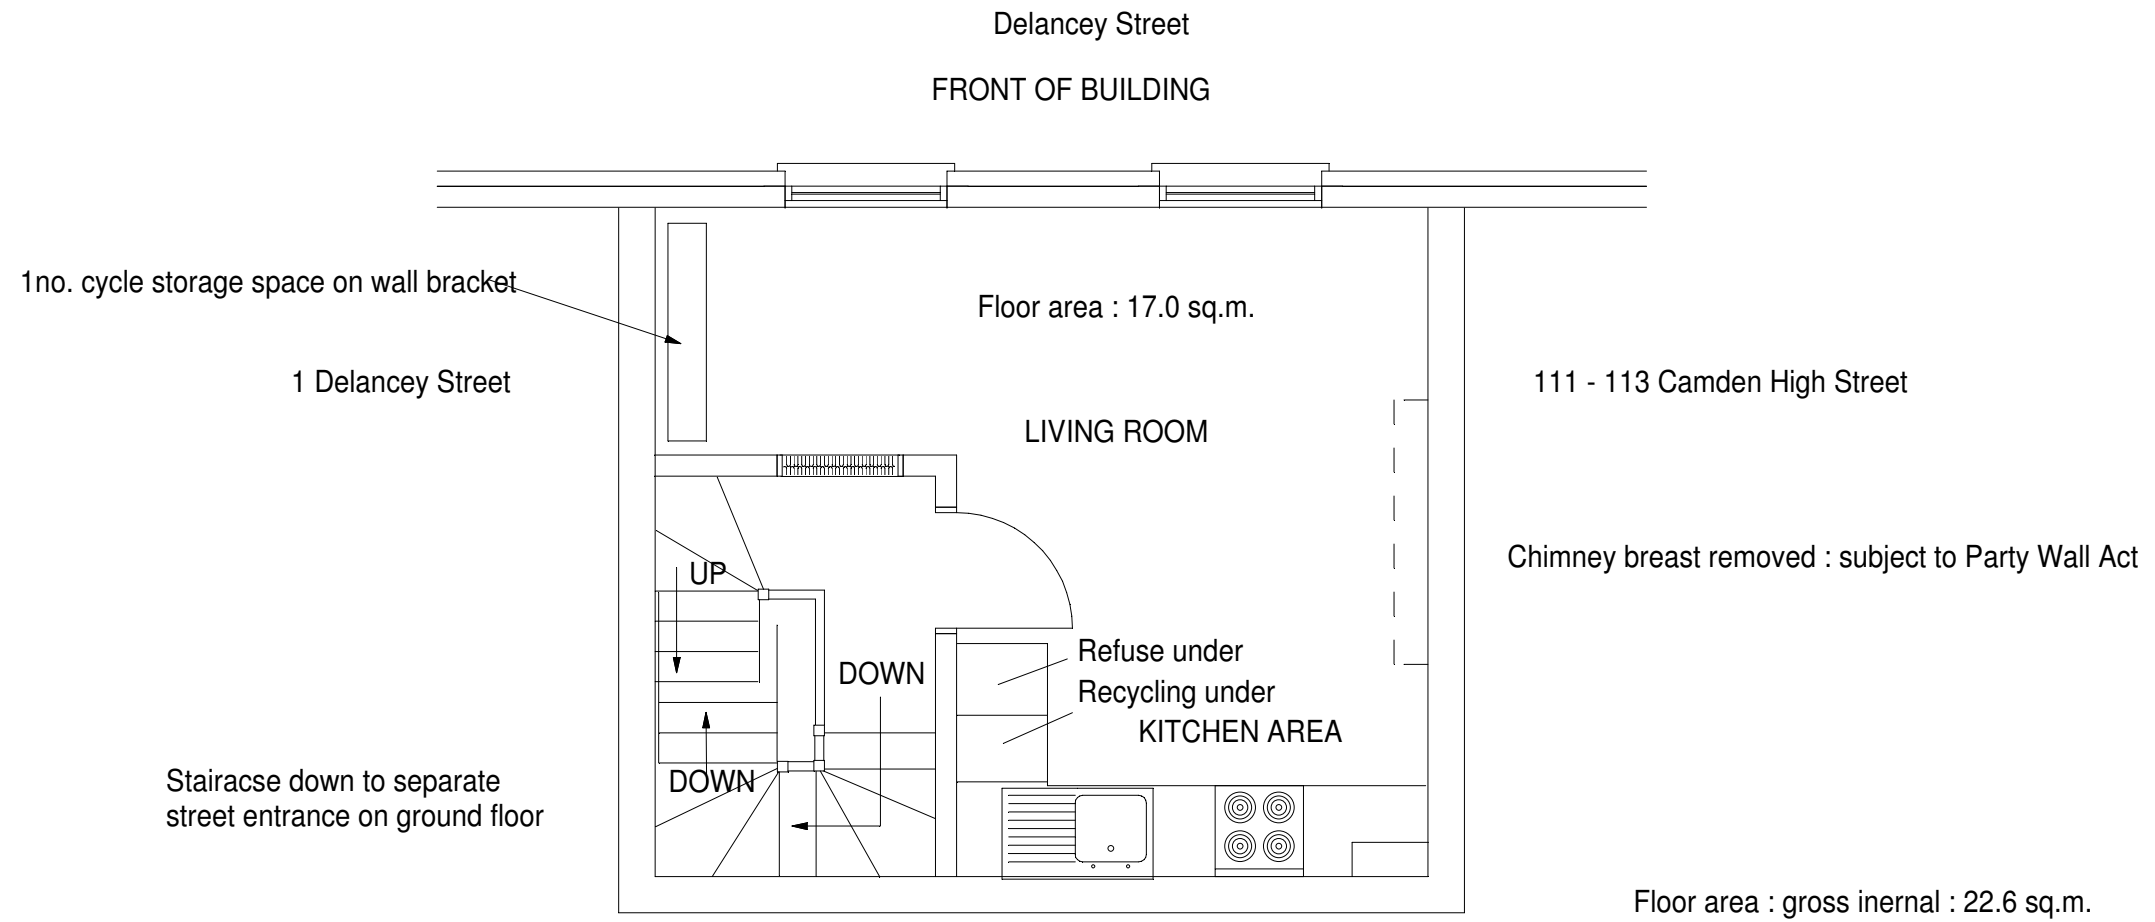 Delancey Street
FRONT OF BUILDING
1no. cycle storage space on wall bracket
Floor area : 17.0 sq.m.
1 Delancey Street
111 - 113 Camden High Street
LIVING ROOM
Chimney breast removed : subject to Party Wall Act
UP
Refuse under
DOWN
Recycling under
KITCHEN AREA
DOWN
Stairacse down to separate
street entrance on ground floor
Floor area : gross inernal : 22.6 sq.m.